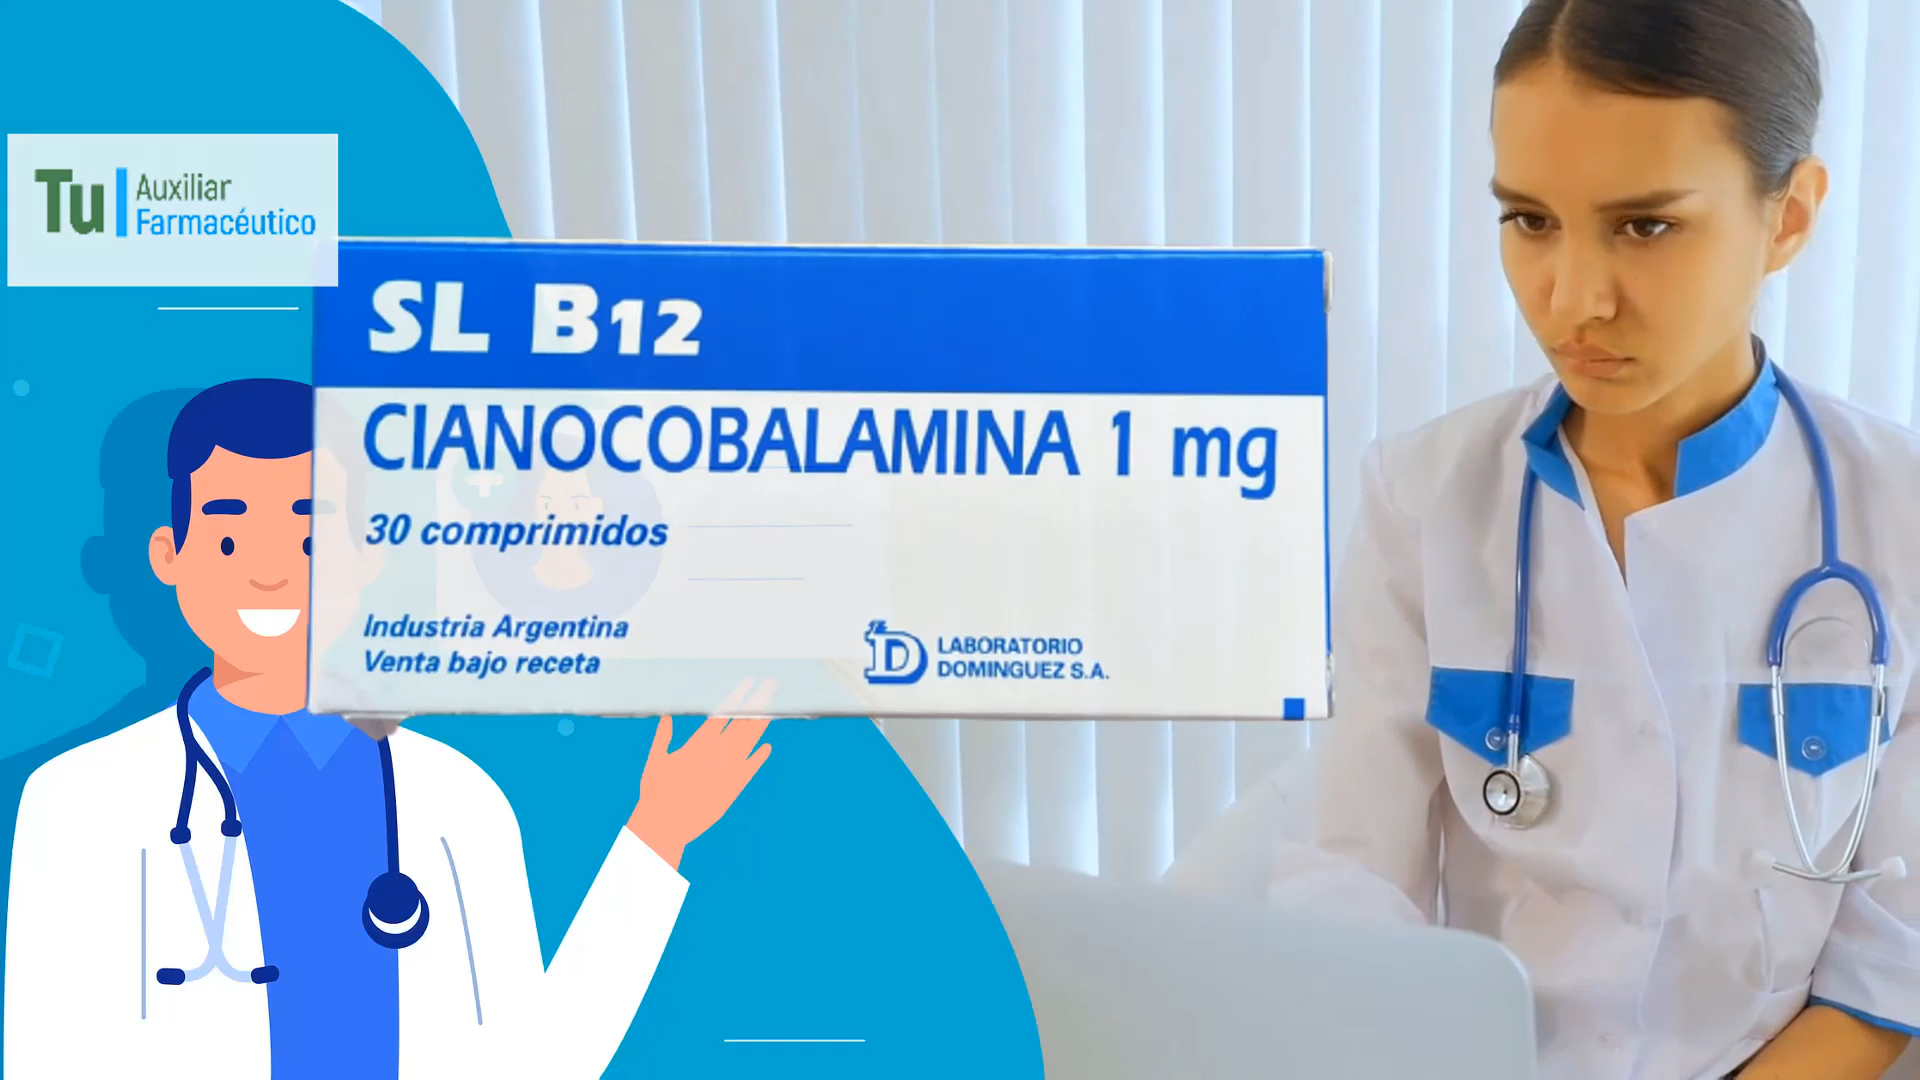 Tu Auxiliar
Farmacéutico
SL B12
CIANOCOBALAMINA 1 mg
30 comprimidos
Industria Argentina
Venta bajo receta
LABORATORIO
DOMINGUEZ S.A.